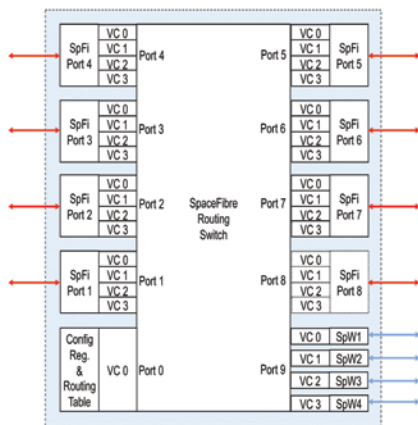 SpFi
Port 4
VC 0
VC 1
VC 2
VC 3
Port 4
SpFi
Port 3
VC 0
VC 1
VC 2
VC 3
Port 3
SpFi
Port 2
VC 0
VC 1
VC 2
VC 3
Port 2
SpFi
Port 1
VC 0
VC 1
VC 2
VC 3
Port 1
Config
Reg.
&
Routing
Table
VC 0
Port 0
SpaceFibre
Routing
Switch
Port 5
VC 0
VC 1
VC 2
VC 3
SpFi
Port 5
Port 6
VC 0
VC 1
VC 2
VC 3
SpFi
Port 6
Port 7
VC 0
VC 1
VC 2
VC 3
SpFi
Port 7
Port 8
VC 0
VC 1
VC 2
VC 3
SpFi
Port 8
Port 9
VC 0 SpW1
VC 1 SpW2
VC 2 SpW3
VC 3 SpW4